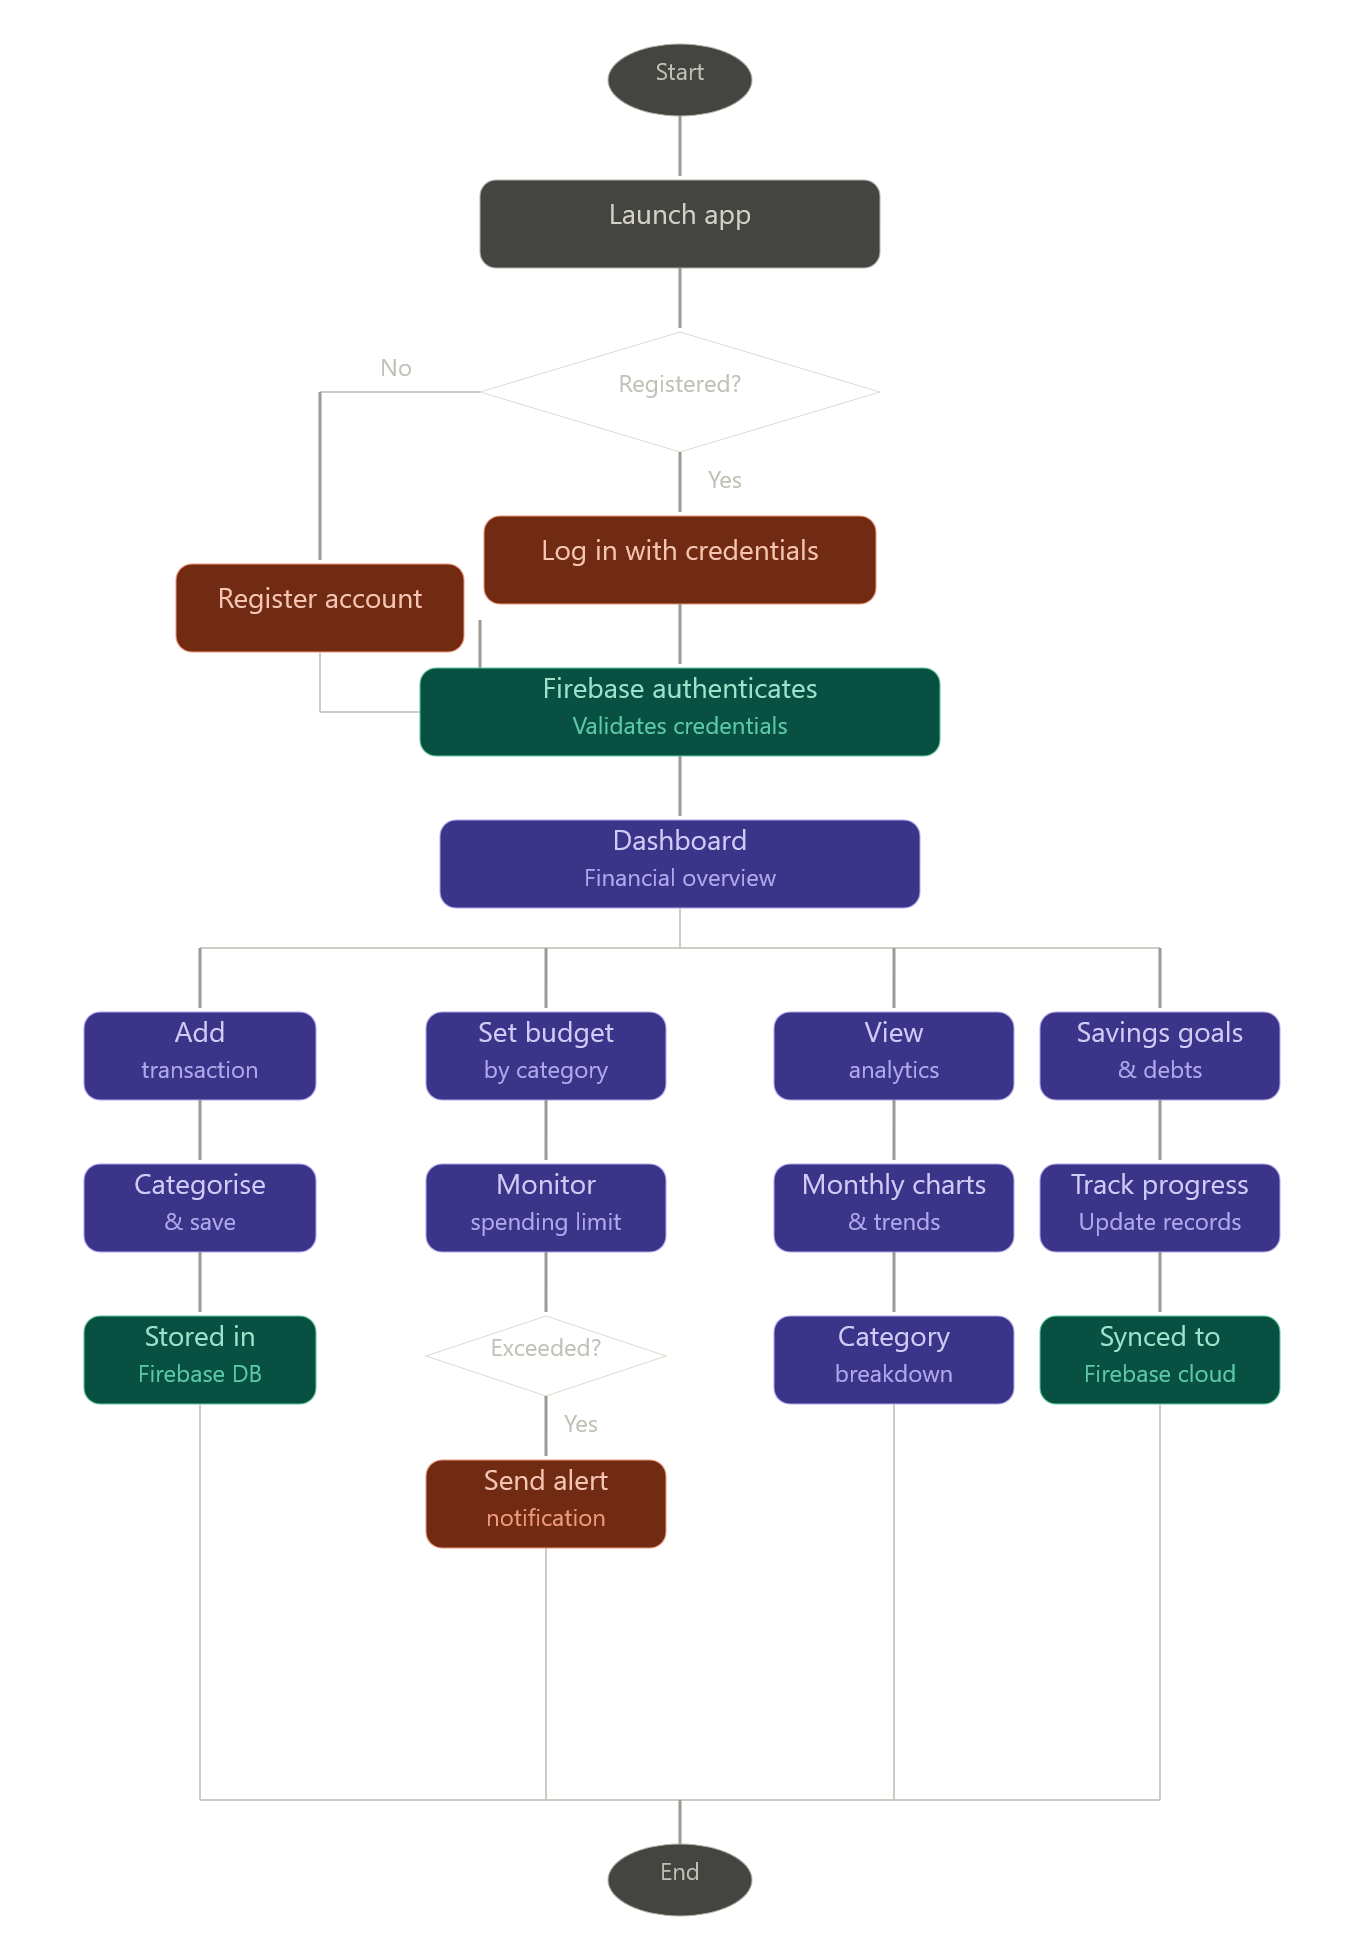 Start
Launch app
No
Registered?
Yes
Log in with credentials
Register account
Firebase authenticates
Validates credentials
Dashboard
Financial overview
Add
transaction
Set budget
by category
View
analytics
Savings goals
& debts
Categorise
& save
Monitor
spending limit
Monthly charts
& trends
Track progress
Update records
Stored in
Firebase DB
Exceeded?
Category
breakdown
Synced to
Firebase cloud
Yes
Send alert
notification
End